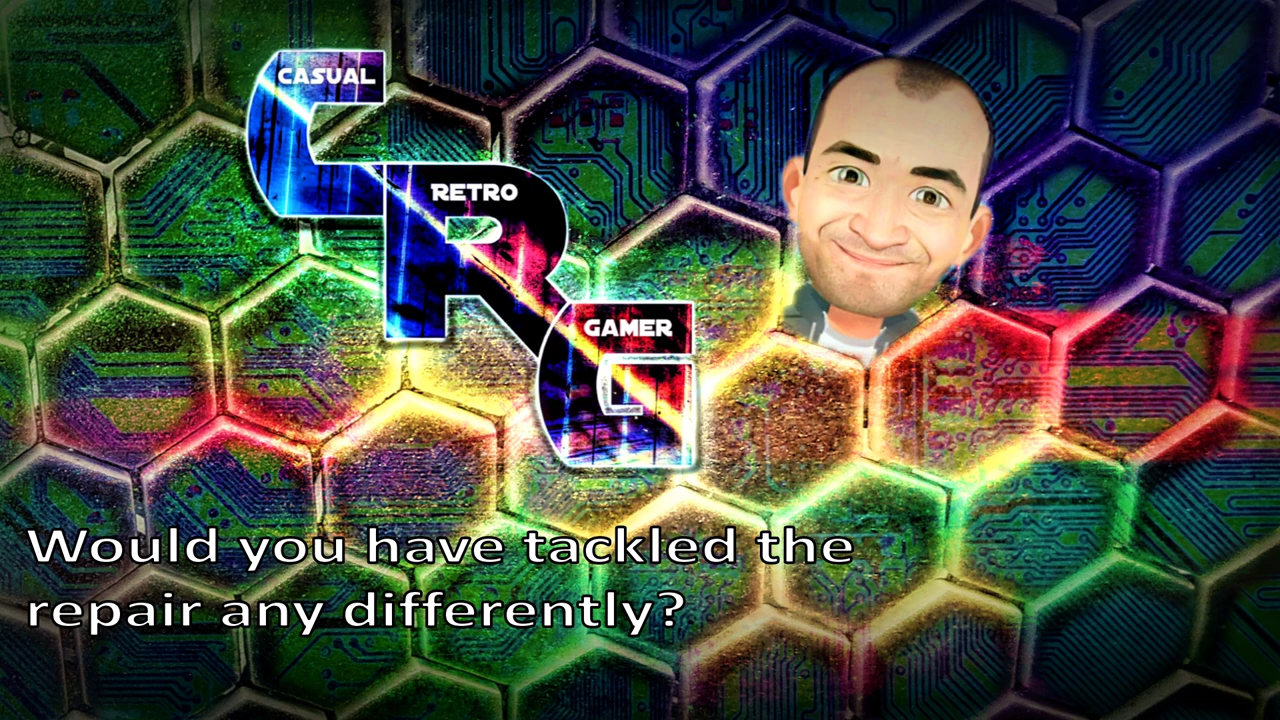 CASUAL
RETRO
GAMER
Would you have tackled the
repair any differently?